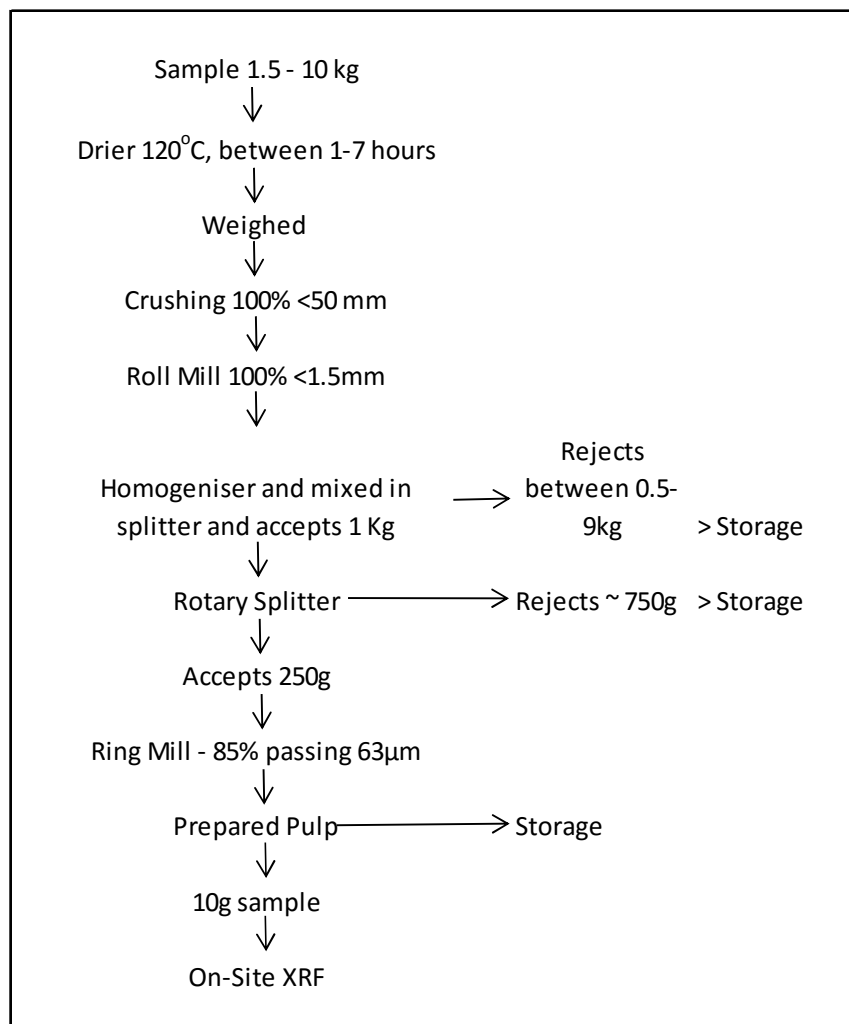 Sample 1.5 - 10 kg
Drier 120°C, between 1-7 hours
Weighed
Crushing 100% <50 mm
Roll Mill 100% <1.5mm
Homogeniser and mixed in
splitter and accepts 1 Kg
Rejects
between 0.5-
9kg
> Storage
Rotary Splitter
Rejects ~ 750g
> Storage
Accepts 250g
Ring Mill - 85% passing 63µm
Prepared Pulp
Storage
10g sample
On-Site XRF